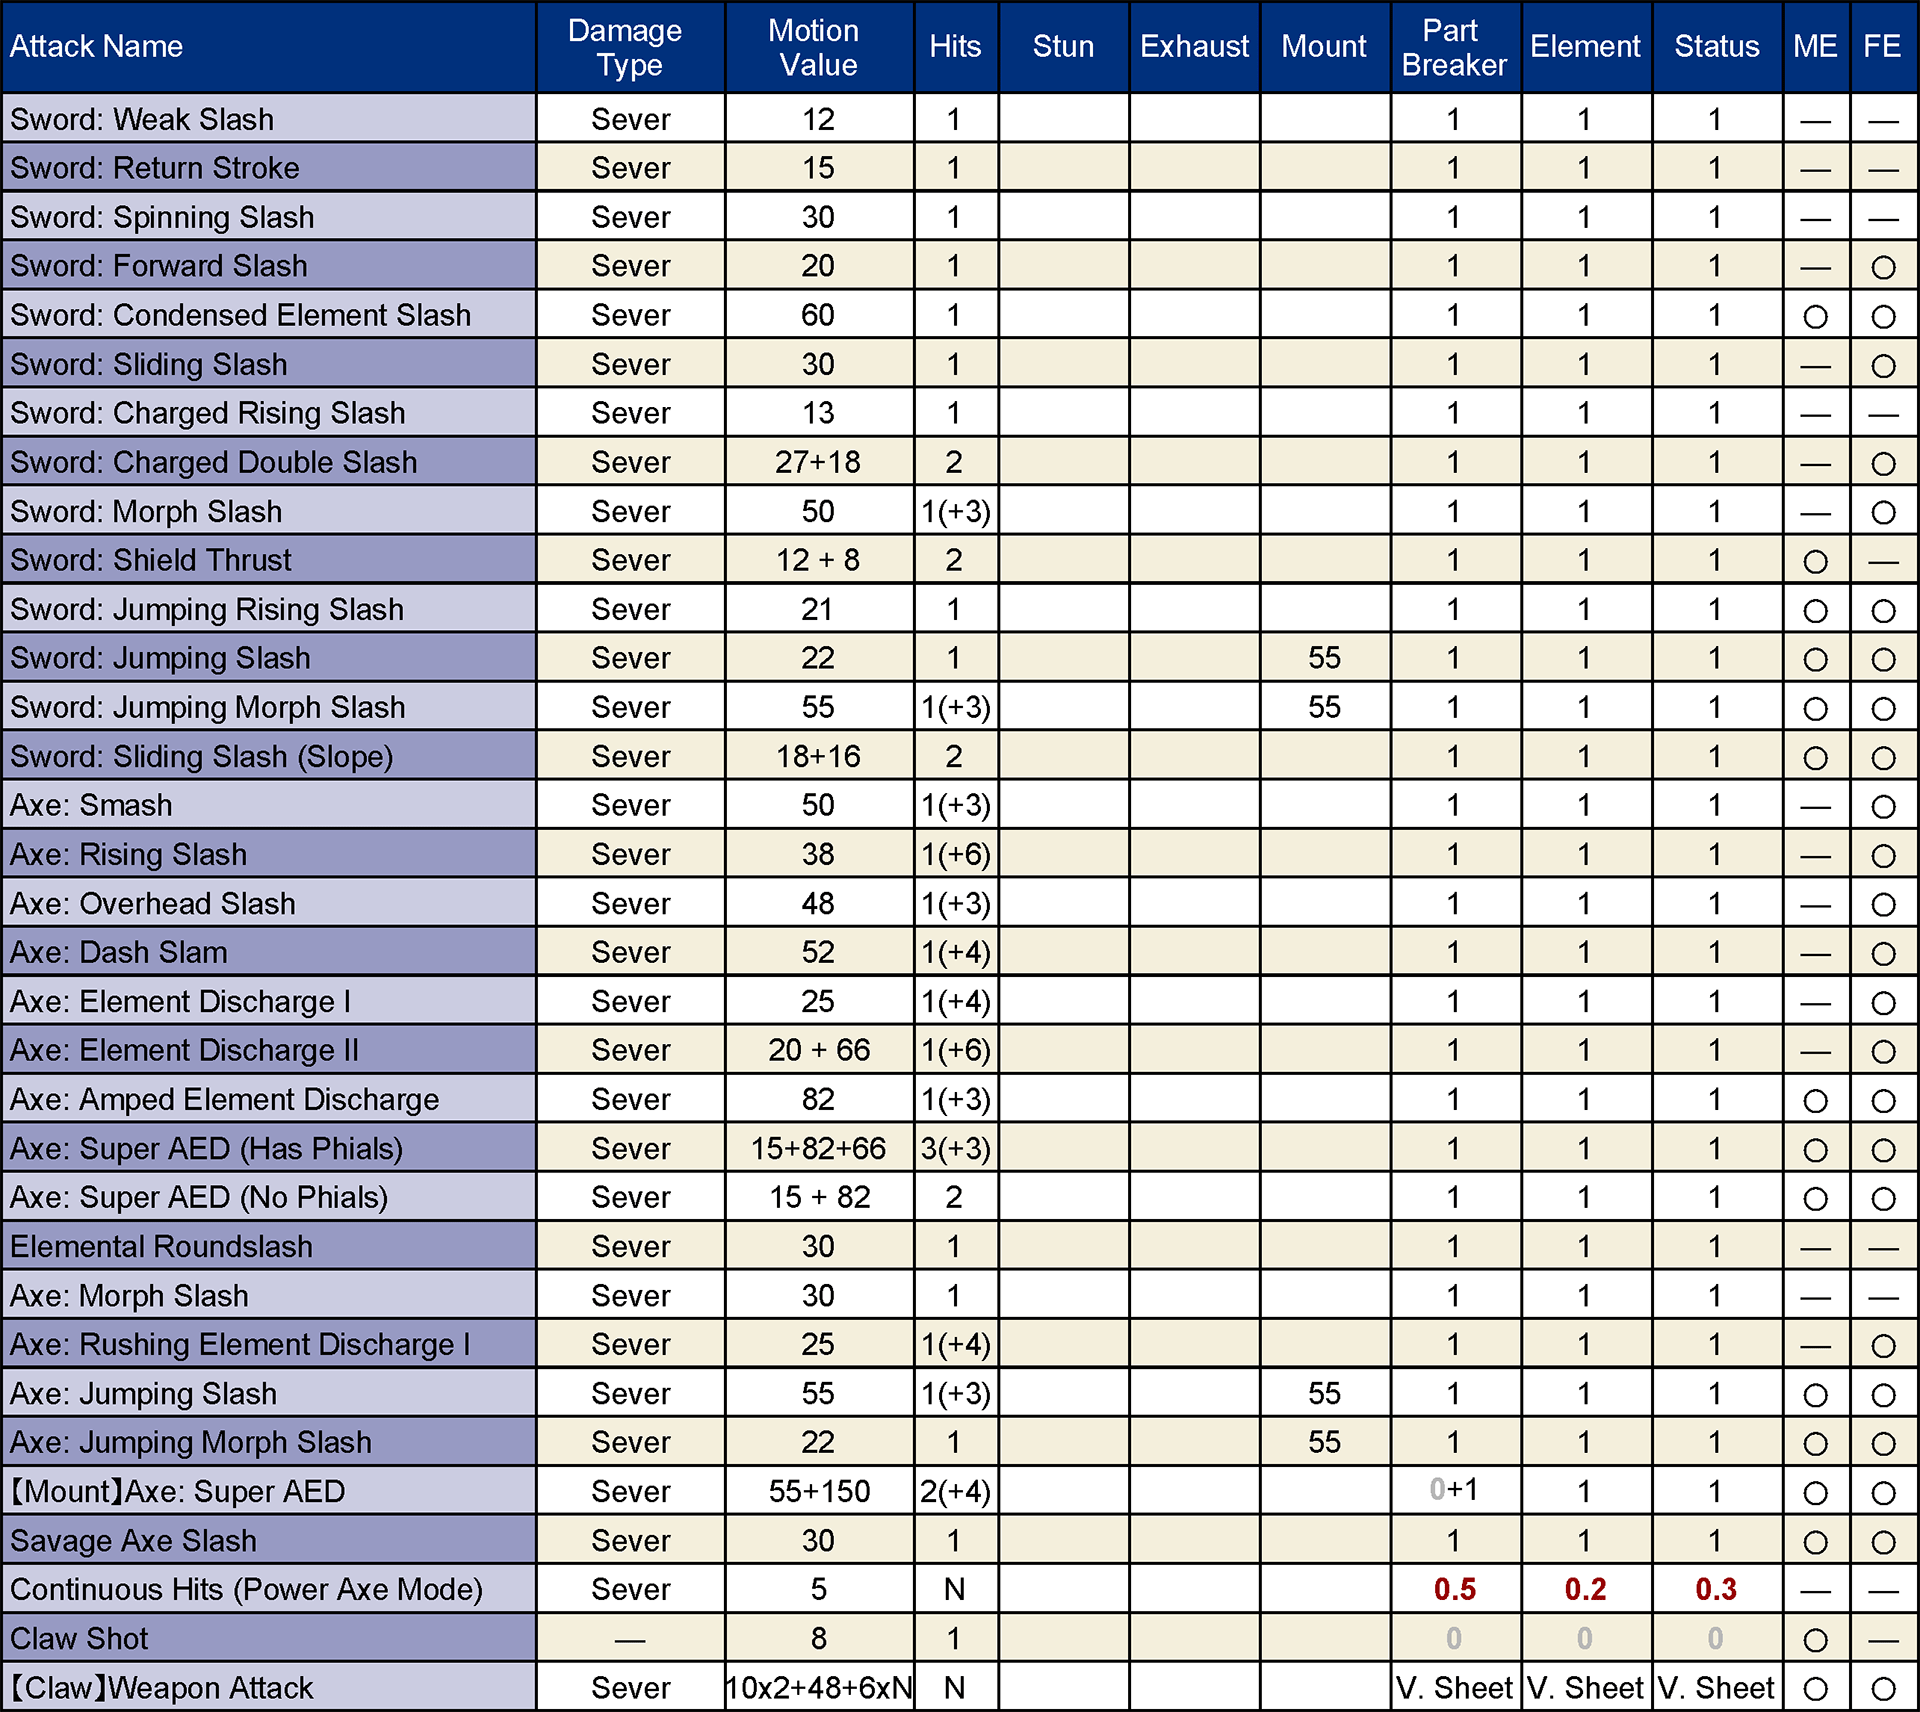 Attack Name Damage Type Motion Value Hits Stun Exhaust Mount Part Breaker Element Status ME FE
Sword: Weak Slash Sever 12 1 1 1 1 — —
Sword: Return Stroke Sever 15 1 1 1 1 — —
Sword: Spinning Slash Sever 30 1 1 1 1 — —
Sword: Forward Slash Sever 20 1 1 1 1 — ○
Sword: Condensed Element Slash Sever 60 1 1 1 1 ○ ○
Sword: Sliding Slash Sever 30 1 1 1 1 — ○
Sword: Charged Rising Slash Sever 13 1 1 1 1 — —
Sword: Charged Double Slash Sever 27+18 2 1 1 1 — ○
Sword: Morph Slash Sever 50 1(+3) 1 1 1 — ○
Sword: Shield Thrust Sever 12 + 8 2 1 1 1 ○ —
Sword: Jumping Rising Slash Sever 21 1 1 1 1 ○ ○
Sword: Jumping Slash Sever 22 1 55 1 1 1 ○ ○
Sword: Jumping Morph Slash Sever 55 1(+3) 55 1 1 1 ○ ○
Sword: Sliding Slash (Slope) Sever 18+16 2 1 1 1 ○ ○
Axe: Smash Sever 50 1(+3) 1 1 1 — ○
Axe: Rising Slash Sever 38 1(+6) 1 1 1 — ○
Axe: Overhead Slash Sever 48 1(+3) 1 1 1 — ○
Axe: Dash Slam Sever 52 1(+4) 1 1 1 — ○
Axe: Element Discharge I Sever 25 1(+4) 1 1 1 — ○
Axe: Element Discharge II Sever 20 + 66 1(+6) 1 1 1 — ○
Axe: Amped Element Discharge Sever 82 1(+3) 1 1 1 ○ ○
Axe: Super AED (Has Phials) Sever 15+82+66 3(+3) 1 1 1 ○ ○
Axe: Super AED (No Phials) Sever 15 + 82 2 1 1 1 ○ ○
Elemental Roundslash Sever 30 1 1 1 1 — —
Axe: Morph Slash Sever 30 1 1 1 1 — —
Axe: Rushing Element Discharge I Sever 25 1(+4) 1 1 1 — ○
Axe: Jumping Slash Sever 55 1(+3) 55 1 1 1 ○ ○
Axe: Jumping Morph Slash Sever 22 1 55 1 1 1 ○ ○
【Mount】Axe: Super AED Sever 55+150 2(+4) 0+1 1 1 ○ ○
Savage Axe Slash Sever 30 1 1 1 1 ○ ○
Continuous Hits (Power Axe Mode) Sever 5 N 0.5 0.2 0.3 — —
Claw Shot — 8 1 0 0 0 ○ —
【Claw】Weapon Attack Sever 10x2+48+6xN N V. Sheet V. Sheet V. Sheet ○ ○